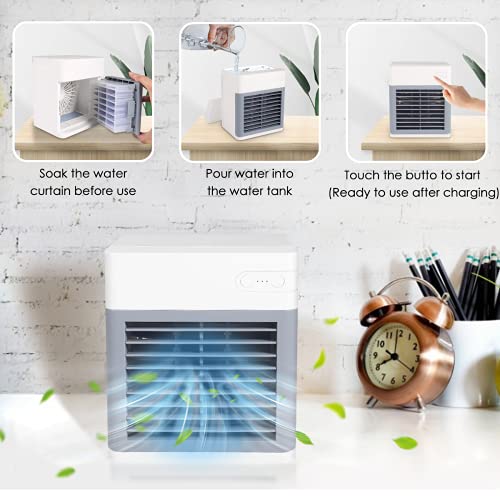 Soak the water
curtain before use
Pour water into
the water tank
Touch the butto to start
(Ready to use after charging)